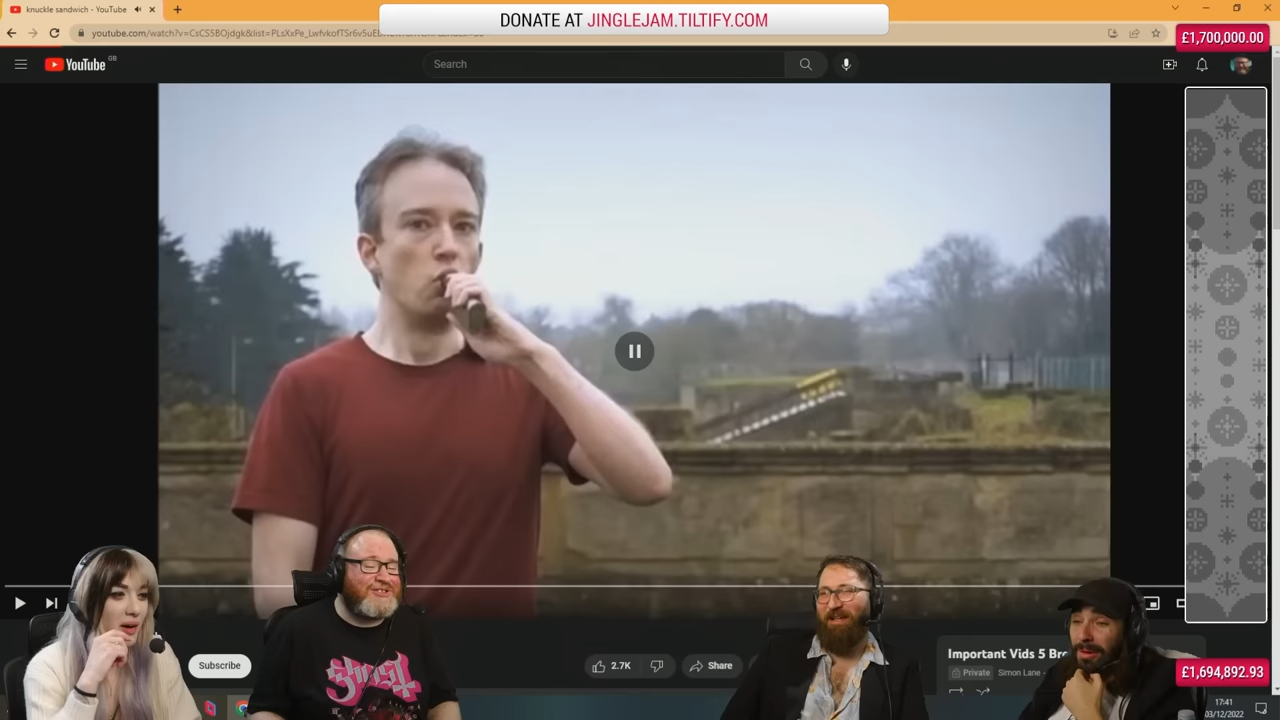 knuckle sandwich - YouTube
DONATE AT JINGLEJAM.TILTIFY.COM
£1,700,000.00
YouTube GB
Search
Subscribe
2.7K
Share
Important Vids 5
Private Simon Lane -
£1,694,892.93
17:41
03/12/2022
Ghost